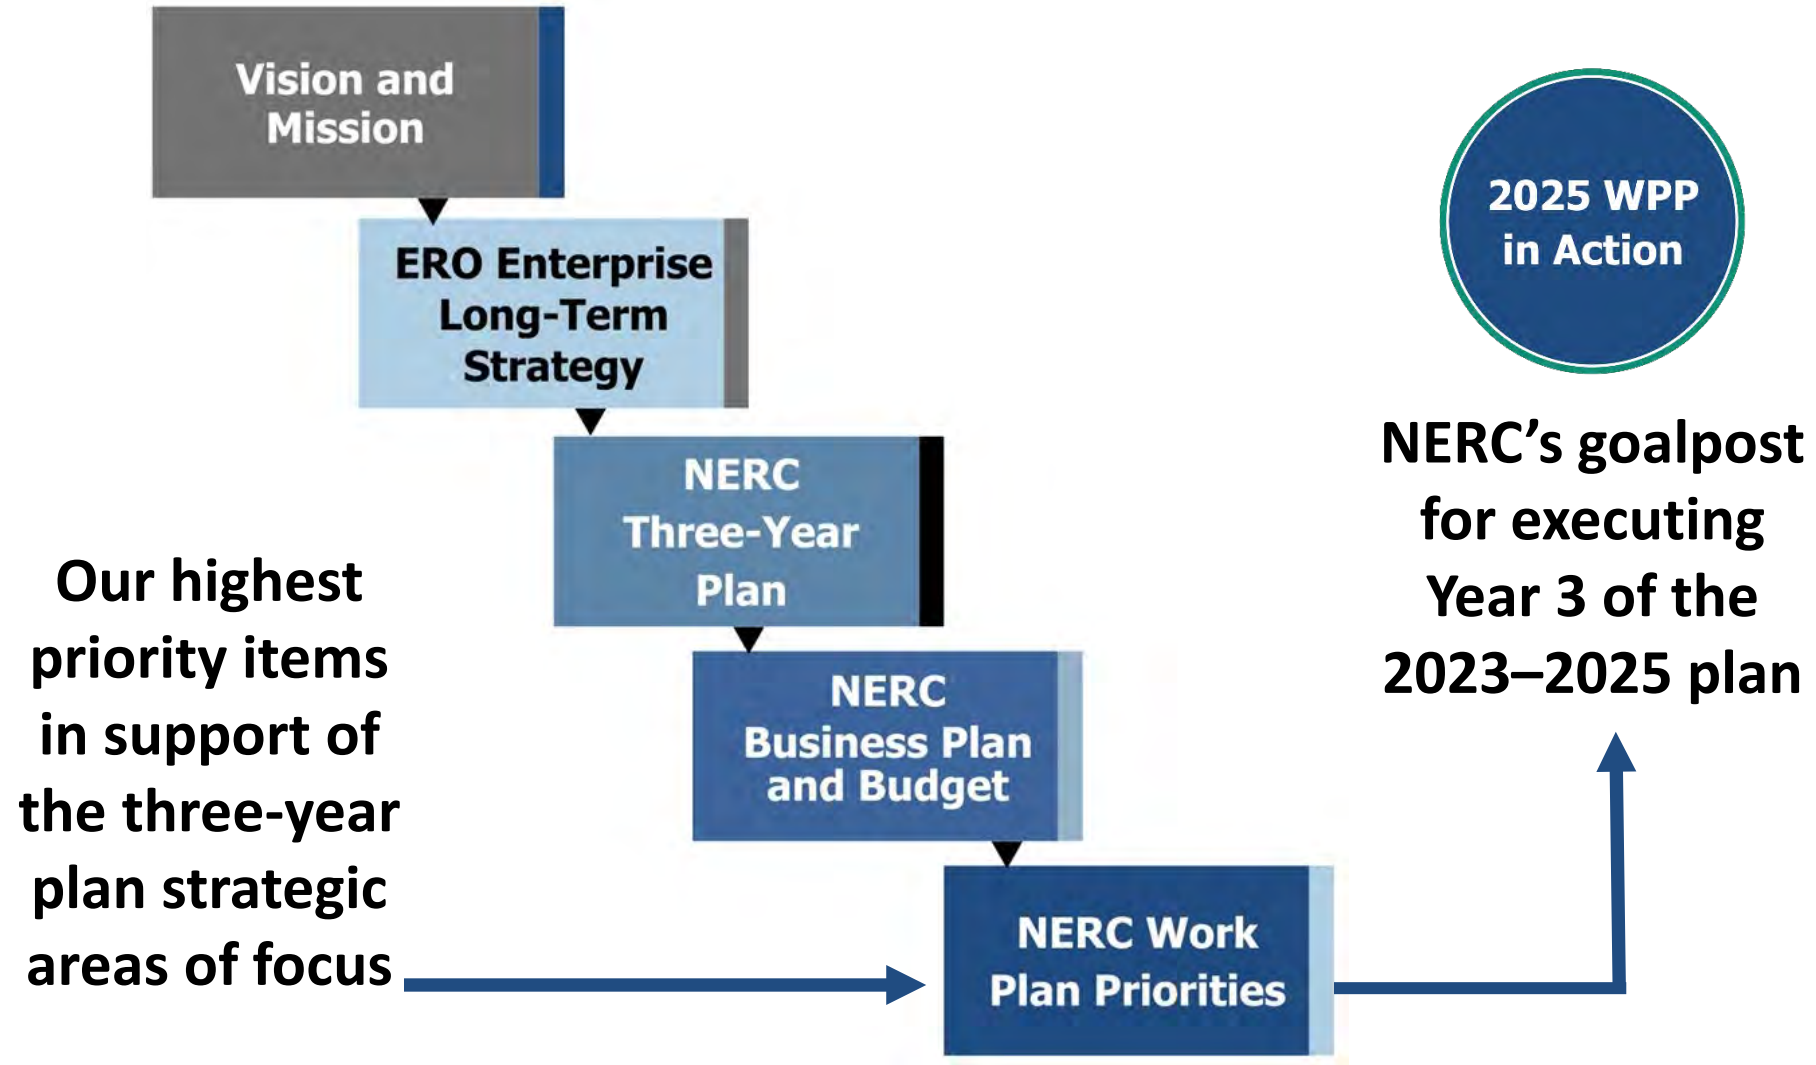 Vision and
Mission
ERO Enterprise
Long-Term
Strategy
NERC
Three-Year
Plan
NERC
Business Plan
and Budget
NERC Work
Plan Priorities
Our highest
priority items
in support of
the three-year
plan strategic
areas of focus
2025 WPP
in Action
NERC’s goalpost
for executing
Year 3 of the
2023–2025 plan